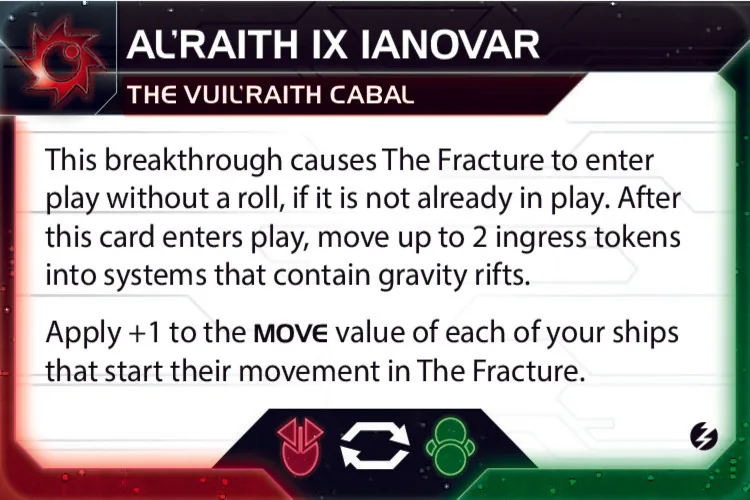 AL'RAITH IX IANOVAR
THE VUIL'RAITH CABAL
This breakthrough causes The Fracture to enter
play without a roll, if it is not already in play. After
this card enters play, move up to 2 ingress tokens
into systems that contain gravity rifts.
Apply +1 to the MOVE value of each of your ships
that start their movement in The Fracture.